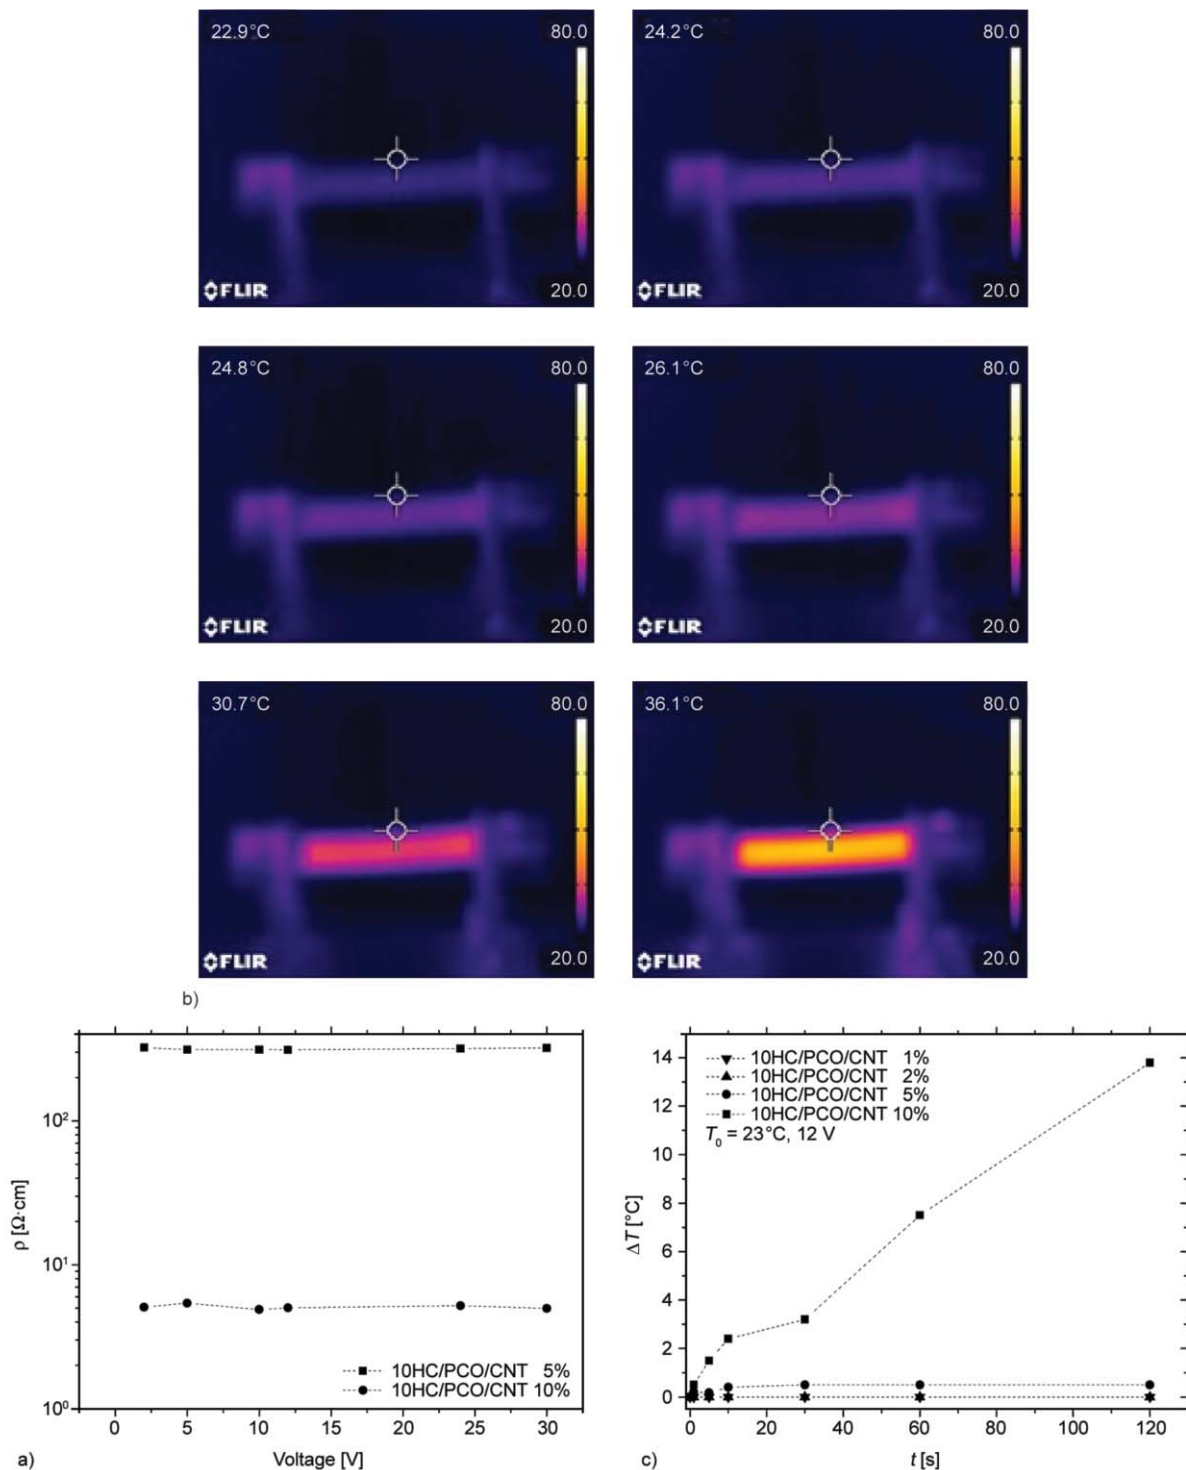 22.9°C 80.0
FLIR 20.0
24.2°C 80.0
FLIR 20.0
24.8°C 80.0
FLIR 20.0
26.1°C 80.0
FLIR 20.0
30.7°C 80.0
FLIR 20.0
36.1°C 80.0
FLIR 20.0
b)
ρ [Ω·cm]
10²
10¹
10⁰
10HC/PCO/CNT 5%
10HC/PCO/CNT 10%
0 5 10 15 20 25 30
Voltage [V]
a)
ΔT [°C]
14
12
10
8
6
4
2
0
10HC/PCO/CNT 1%
10HC/PCO/CNT 2%
10HC/PCO/CNT 5%
10HC/PCO/CNT 10%
T₀ = 23°C, 12 V
0 20 40 60 80 100 120
t [s]
c)